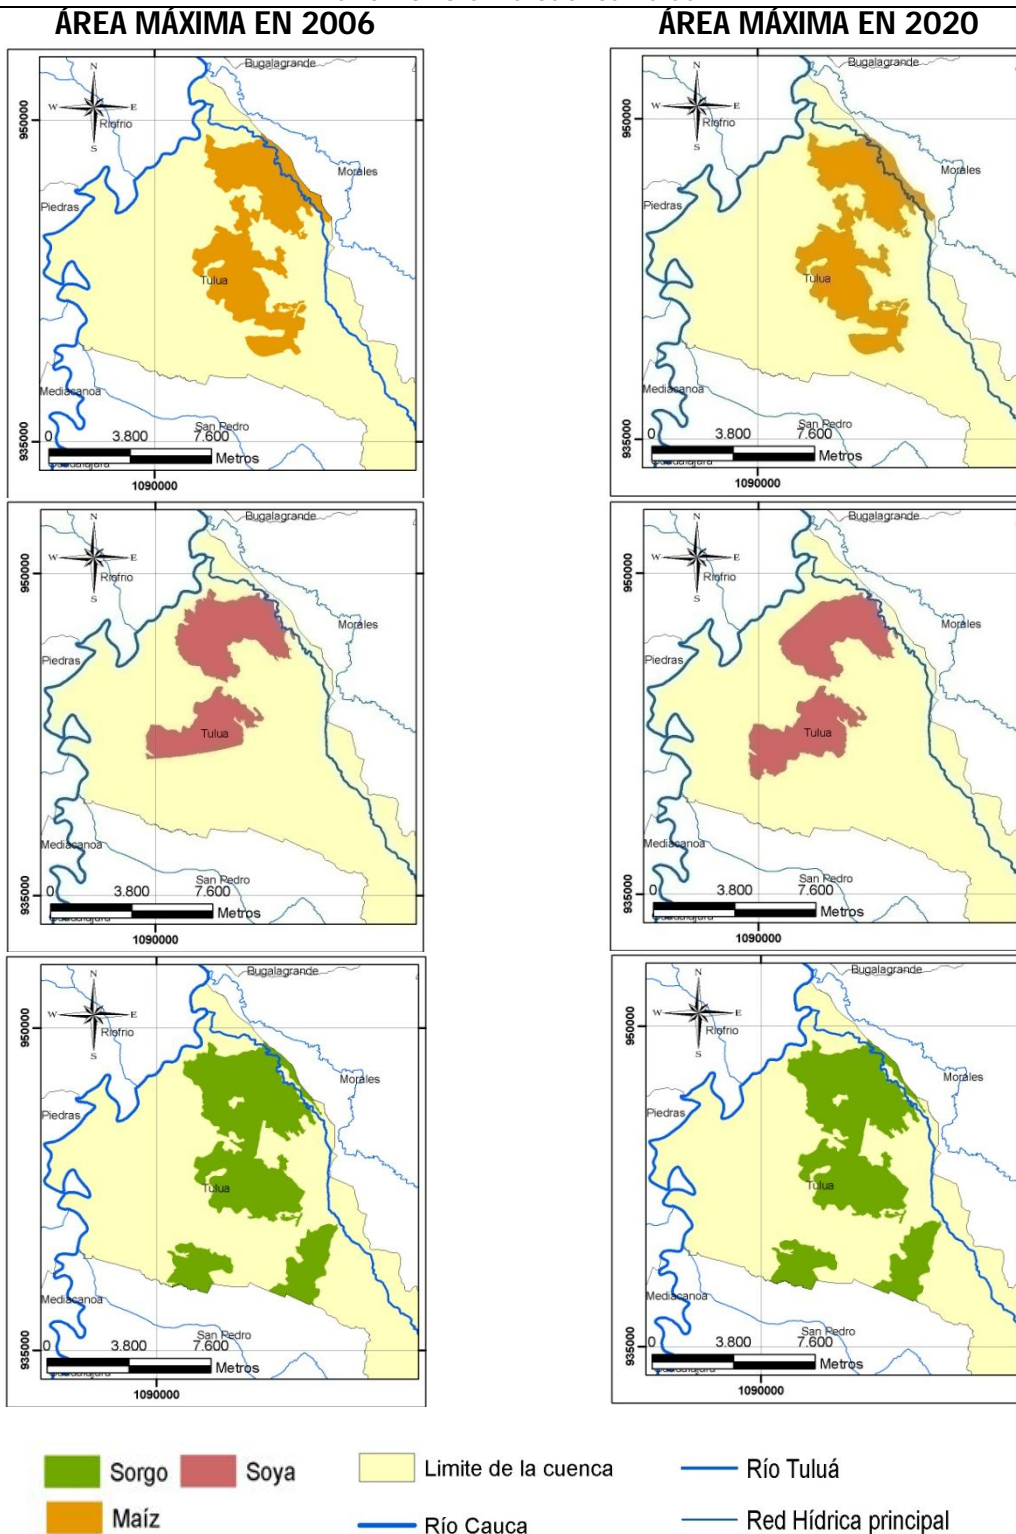 ÁREA MÁXIMA EN 2006
ÁREA MÁXIMA EN 2020
Bugalagrande
N
W
E
S
Riofrio
950000
Morales
Piedras
Tulua
Mediacanoa
San Pedro
0
3.800
7.600
Metros
935000
1090000
Bugalagrande
N
W
E
S
Riofrio
950000
Morales
Piedras
Tulua
Mediacanoa
San Pedro
0
3.800
7.600
Metros
935000
1090000
Bugalagrande
N
W
E
S
Riofrio
950000
Morales
Piedras
Tulua
Mediacanoa
San Pedro
0
3.800
7.600
Metros
935000
1090000
Bugalagrande
N
W
E
S
Riofrio
950000
Morales
Piedras
Tulua
Mediacanoa
San Pedro
0
3.800
7.600
Metros
935000
1090000
Bugalagrande
N
W
E
S
Riofrio
950000
Morales
Piedras
Tulua
Mediacanoa
San Pedro
0
3.800
7.600
Metros
935000
1090000
Bugalagrande
N
W
E
S
Riofrio
950000
Morales
Piedras
Tulua
Mediacanoa
San Pedro
0
3.800
7.600
Metros
935000
1090000
Sorgo
Soya
Limite de la cuenca
Río Tuluá
Maíz
Río Cauca
Red Hídrica principal